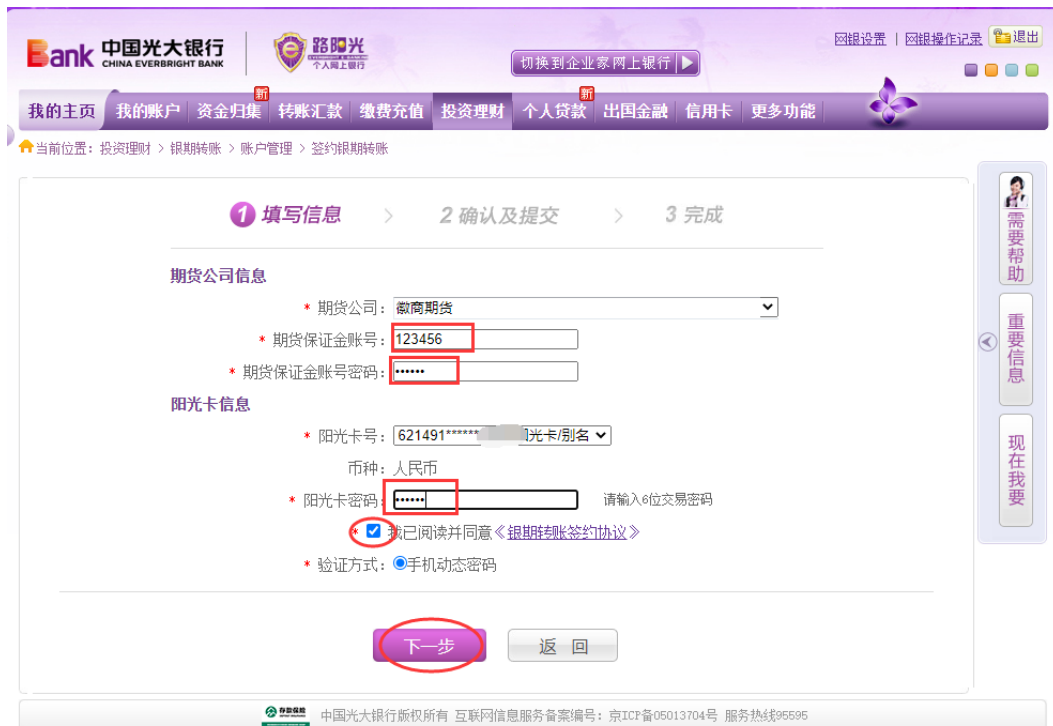 网银设置 | 网银操作记录 退出
Bank 中国光大银行 CHINA EVERBRIGHT BANK
路阳光 个人网上银行
切换到企业家网上银行
新 新
我的主页 我的账户 资金归集 转账汇款 缴费充值 投资理财 个人贷款 出国金融 信用卡 更多功能
当前位置：投资理财 > 银期转账 > 账户管理 > 签约银期转账
1 填写信息 > 2 确认及提交 > 3 完成
期货公司信息
* 期货公司： 徽商期货
* 期货保证金账号： 123456
* 期货保证金账号密码： ••••••
阳光卡信息
* 阳光卡号： 621491****** 光卡/别名
币种： 人民币
* 阳光卡密码： •••••• 请输入6位交易密码
* 我已阅读并同意《银期转账签约协议》
* 验证方式： 手机动态密码
下一步 返 回
需要帮助
重要信息
现在我要
存款保险 中国光大银行版权所有 互联网信息服务备案编号：京ICP备05013704号 服务热线95595